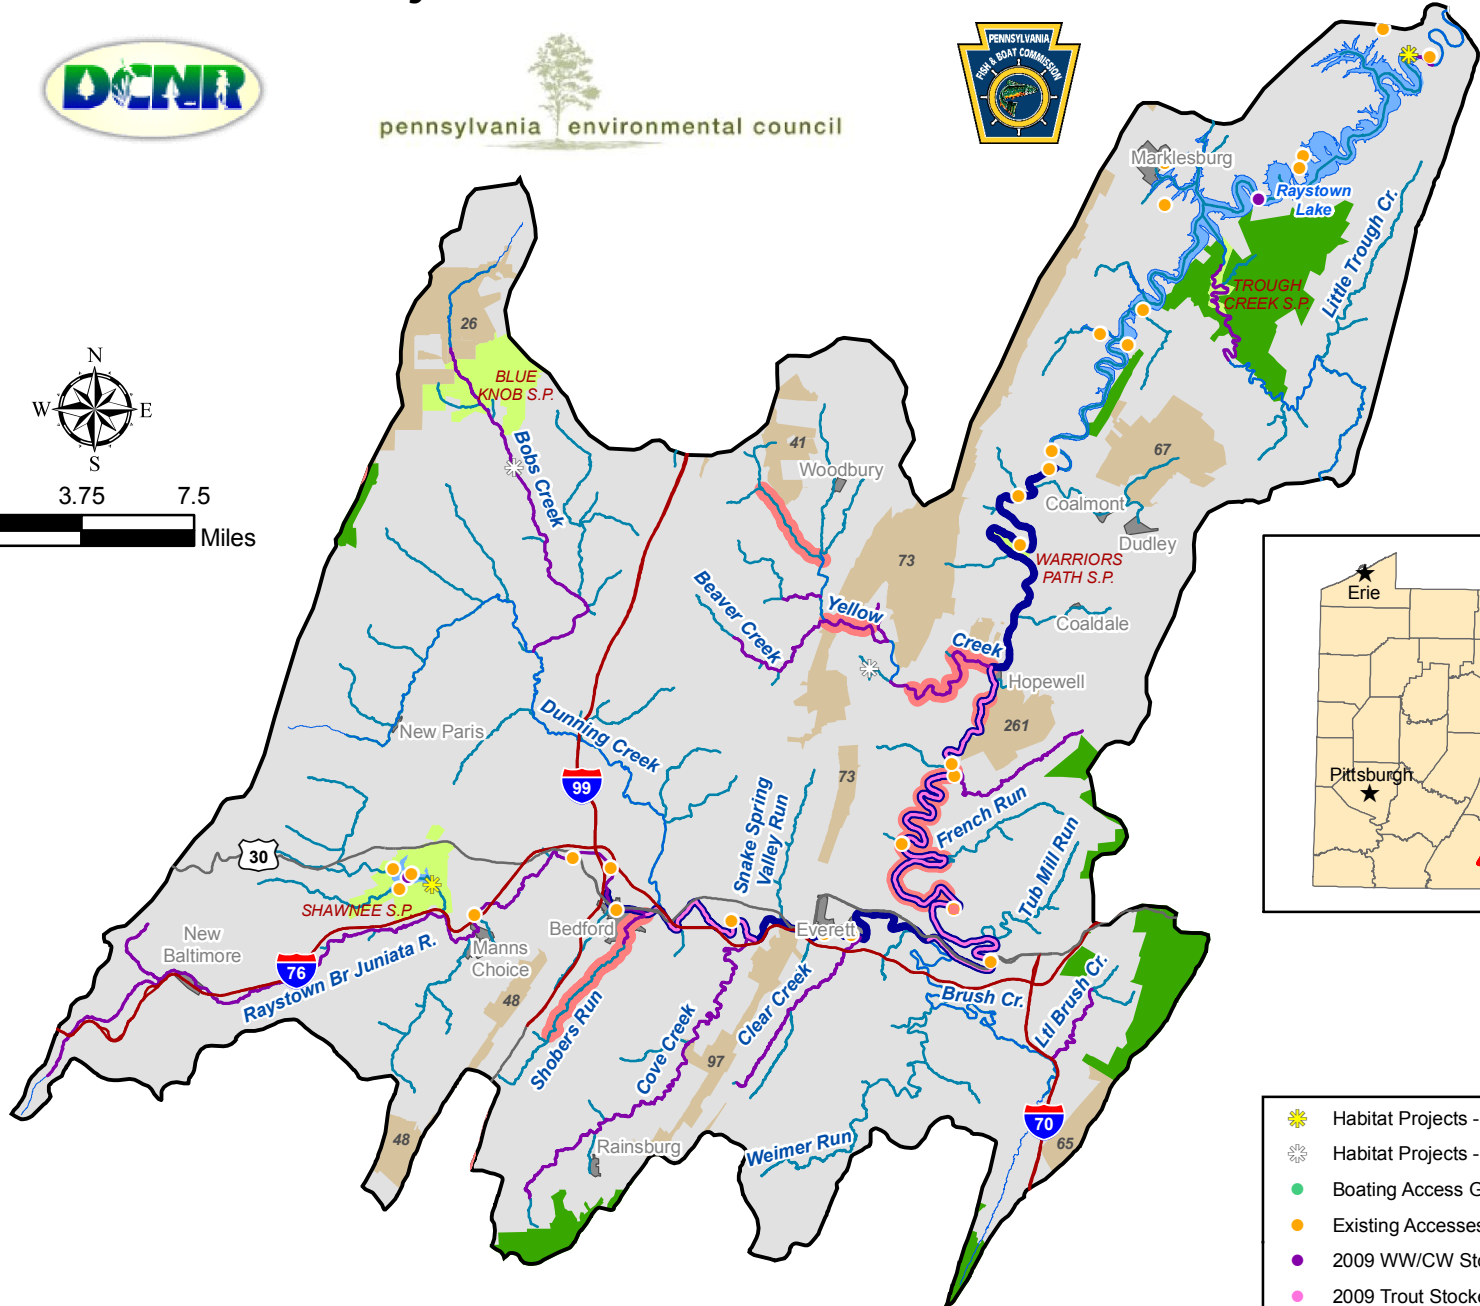 DCNR
pennsylvania environmental council
PENNSYLVANIA
FISH & BOAT COMMISSION
N
W E
S
3.75 7.5
Miles
Marklesburg
Raystown
Lake
Little Trough Cr.
TROUGH
CREEK S.P.
26
BLUE
KNOB S.P.
Bobs Creek
41
Woodbury
67
Coalmont
Dudley
WARRIORS
PATH S.P.
73
Beaver Creek
Yellow
Creek
Coaldale
Hopewell
261
New Paris
Dunning Creek
99
73
Snake Spring
Valley Run
French Run
Tub Mill Run
30
SHAWNEE S.P.
Bedford
Everett
New
Baltimore
76
Manns
Choice
Raystown Br Juniata R.
48
Shobers Run
Cove Creek
Clear Creek
Brush Cr.
Ltl Brush Cr.
97
70
65
48
Rainsburg
Weimer Run
Erie
Pittsburgh
Habitat Projects -
Habitat Projects -
Boating Access G
Existing Accesses
2009 WW/CW Sto
2009 Trout Stocke